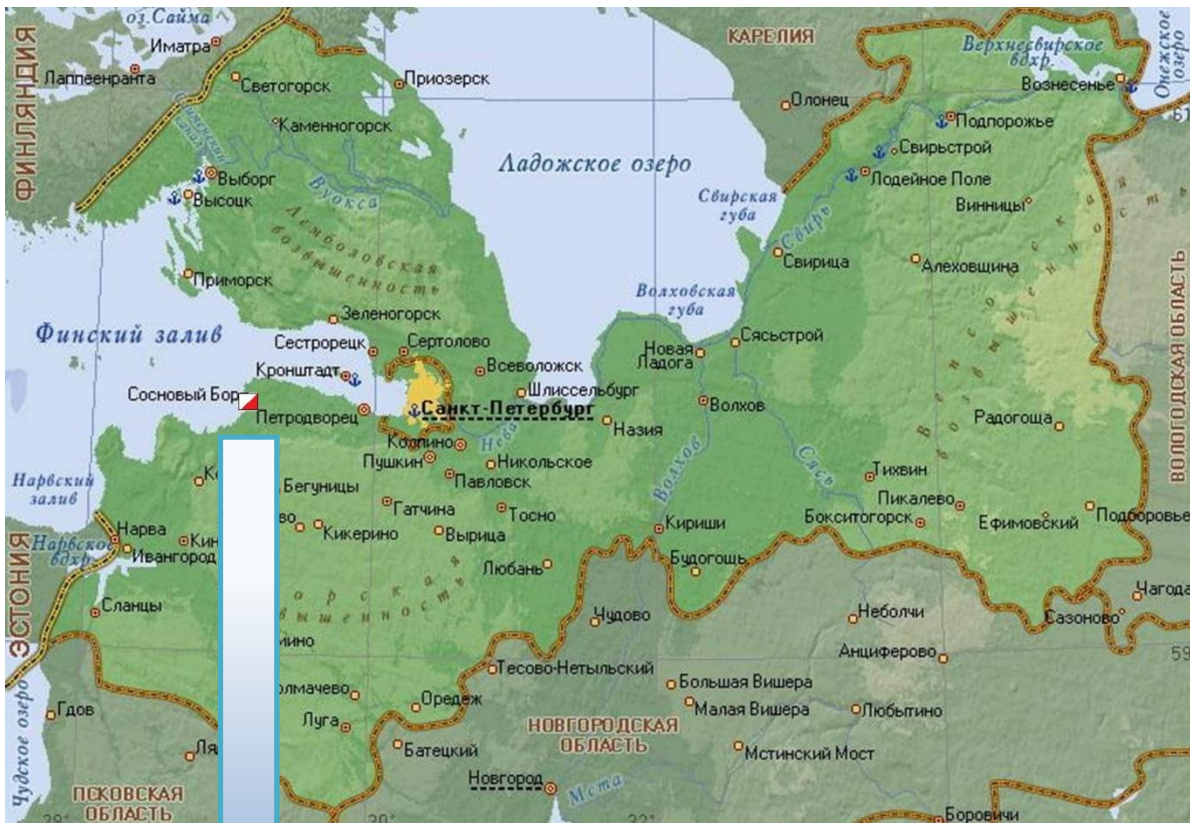 оз.Сайма
Иматра
Лаппеенранта
ФИНЛЯНДИЯ
Светогорск
Приозерск
Каменногорск
КАРЕЛИЯ
Олонец
Верхнесвирское
вдхр.
Онежское
озеро
Вознесенье
61
Подпорожье
Свирьстрой
Лодейное Поле
Винницы
Ладожское озеро
Выборг
Высоцк
Вуокса
Свирская
губа
Свирь
Свирица
Алеховщина
Лемболовская
возвышенность
Приморск
Волховская
губа
Зеленогорск
Финский залив
Сестрорецк
Сертолово
Новая
Ладога
Сясьстрой
Всеволожск
Кронштадт
Шлиссельбург
Сосновый Бор
Петродворец
Санкт-Петербург
Волхов
Назия
Нева
Радогоща
ВОЛОГОДСКАЯ ОБЛАСТЬ
Колпино
Пушкин
Никольское
Павловск
Волхов
Сясь
Тихвин
Пикалево
Нарвский
залив
Бегуницы
Гатчина
Тосно
Бокситогорск
Ефимовский
Подборовье
Нарва
Кикерино
Вырица
Кириши
Ивангород
Нарвское
вдхр.
Любань
Будогощь
ЭСТОНИЯ
Сланцы
Чудово
Неболчи
Сазоново
Чагода
Анциферово
59
Тесово-Нетыльский
Большая Вишера
Оредеж
Малая Вишера
Любытино
Гдов
Луга
НОВГОРОДСКАЯ
ОБЛАСТЬ
Батецкий
Мстинский Мост
Чудское озеро
Новгород
Мста
ПСКОВСКАЯ
ОБЛАСТЬ
Боровичи